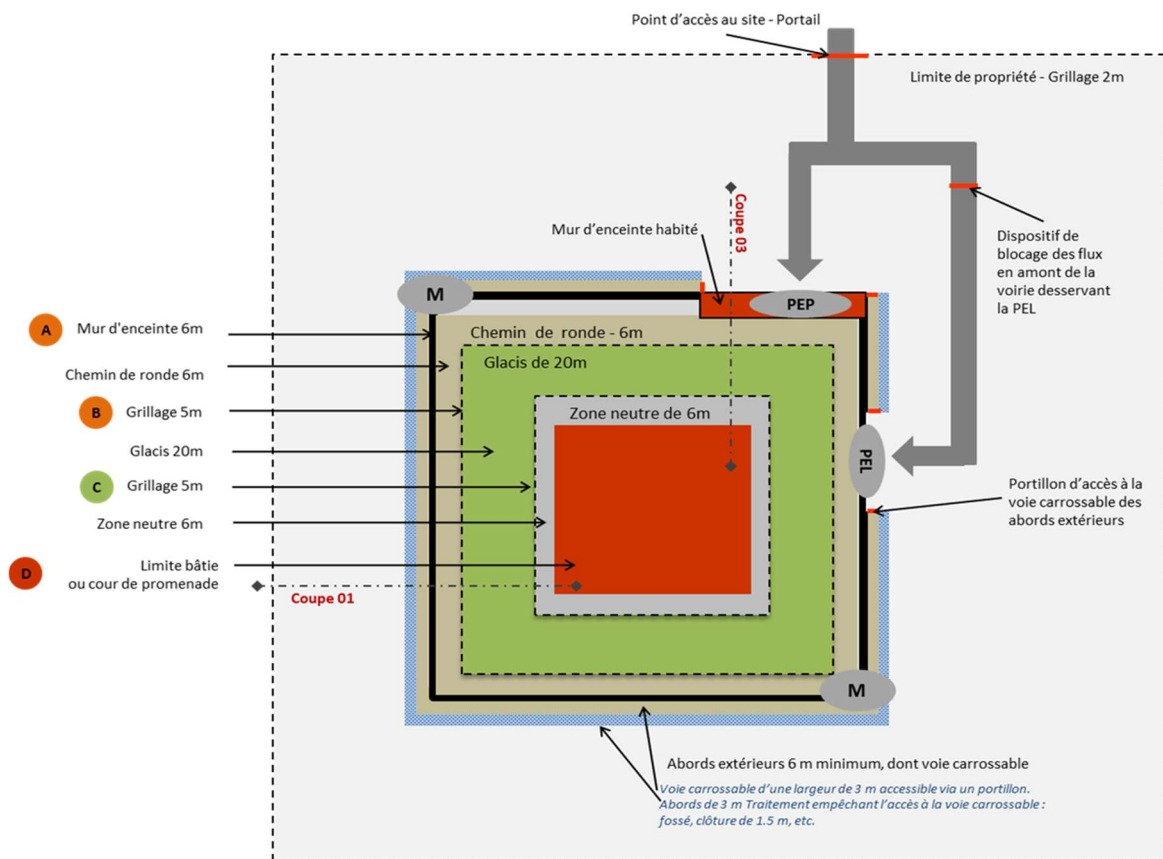 Point d'accès au site - Portail
Limite de propriété - Grillage 2m
Coupe 03
Mur d'enceinte habité
Dispositif de
blocage des flux
en amont de la
voirie desservant
la PEL
M
PEP
A
Mur d'enceinte 6m
Chemin de ronde - 6m
Glacis de 20m
Chemin de ronde 6m
B
Grillage 5m
Zone neutre de 6m
Glacis 20m
PEL
C
Grillage 5m
Portillon d'accès à la
voie carrossable des
abords extérieurs
Zone neutre 6m
D
Limite bâtie
ou cour de promenade
Coupe 01
M
Abords extérieurs 6 m minimum, dont voie carrossable
Voie carrossable d'une largeur de 3 m accessible via un portillon.
Abords de 3 m Traitement empêchant l'accès à la voie carrossable :
fossé, clôture de 1.5 m, etc.